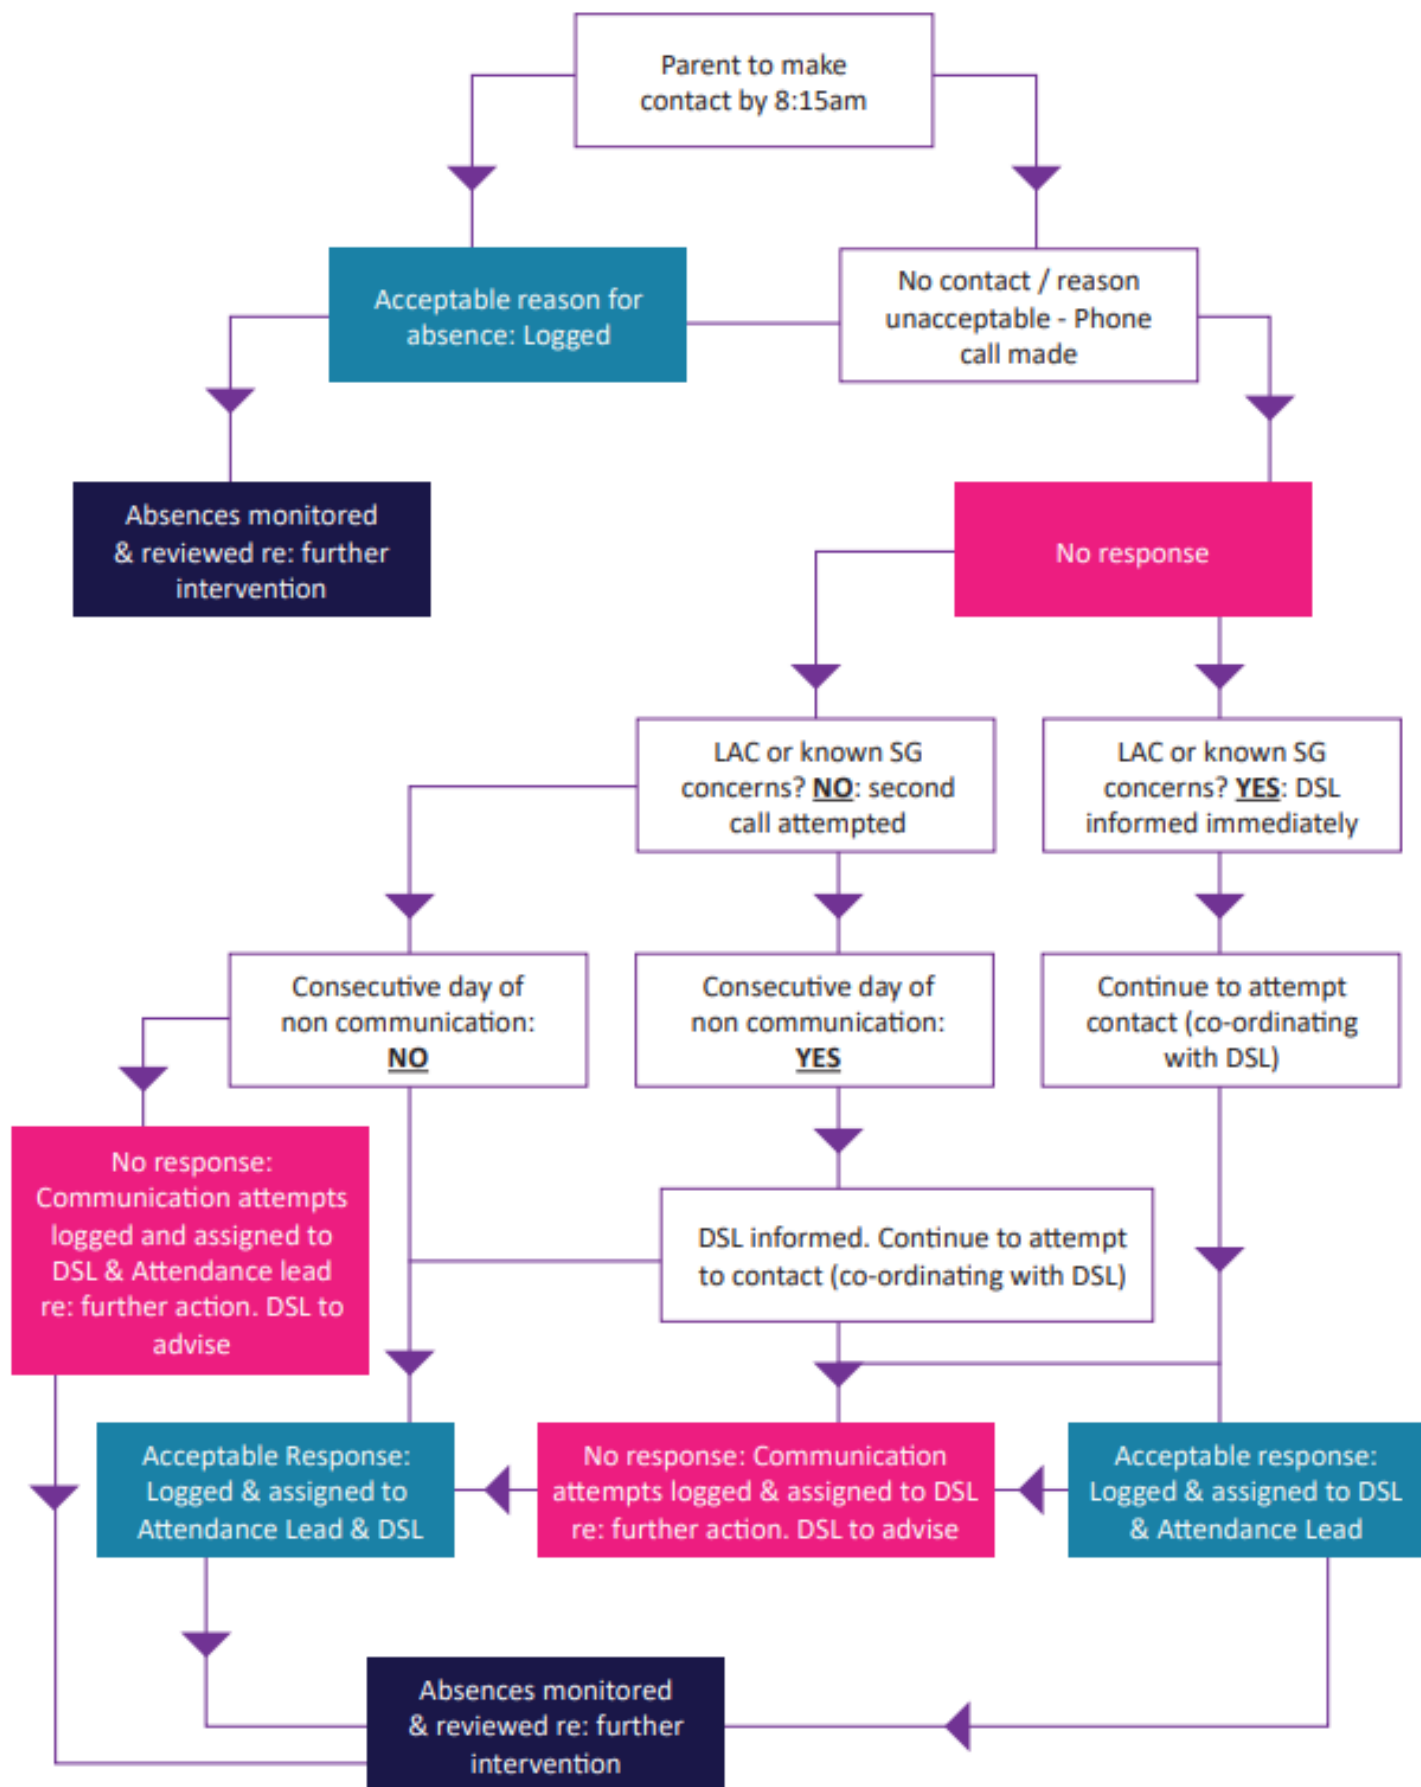 Parent to make
contact by 8:15am
Acceptable reason for
absence: Logged
No contact / reason
unacceptable - Phone
call made
Absences monitored
& reviewed re: further
intervention
No response
LAC or known SG
concerns? NO: second
call attempted
LAC or known SG
concerns? YES: DSL
informed immediately
Consecutive day of
non communication:
NO
Consecutive day of
non communication:
YES
Continue to attempt
contact (co-ordinating
with DSL)
No response:
Communication attempts
logged and assigned to
DSL & Attendance lead
re: further action. DSL to
advise
DSL informed. Continue to attempt
to contact (co-ordinating with DSL)
Acceptable Response:
Logged & assigned to
Attendance Lead & DSL
No response: Communication
attempts logged & assigned to DSL
re: further action. DSL to advise
Acceptable response:
Logged & assigned to DSL
& Attendance Lead
Absences monitored
& reviewed re: further
intervention